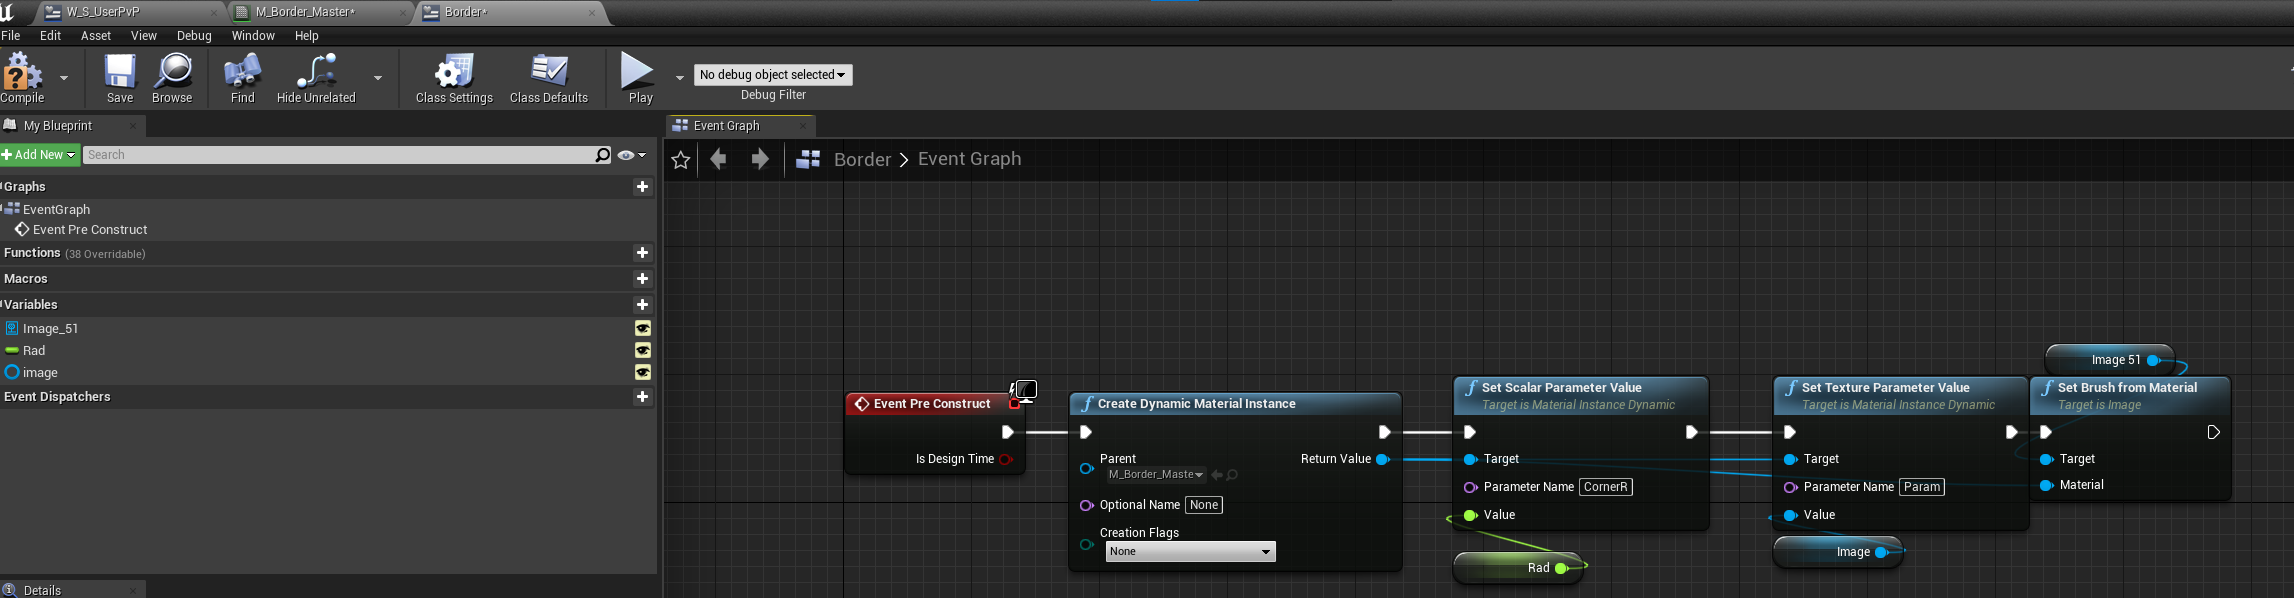 W_S_UserPvP
M_Border_Master*
Border*
File Edit Asset View Debug Window Help
Compile
Save
Browse
Find
Hide Unrelated
Class Settings
Class Defaults
Play
No debug object selected
Debug Filter
My Blueprint
Event Graph
Add New
Search
Border > Event Graph
Graphs
EventGraph
Event Pre Construct
Functions (38 Overridable)
Macros
Variables
Image_51
Rad
image
Event Dispatchers
Details
Event Pre Construct
Is Design Time
Create Dynamic Material Instance
Parent
M_Border_Maste
Return Value
Optional Name None
Creation Flags
None
Set Scalar Parameter Value
Target is Material Instance Dynamic
Target
Parameter Name CornerR
Value
Rad
Set Texture Parameter Value
Target is Material Instance Dynamic
Target
Parameter Name Param
Value
Image
Image 51
Set Brush from Material
Target is Image
Target
Material